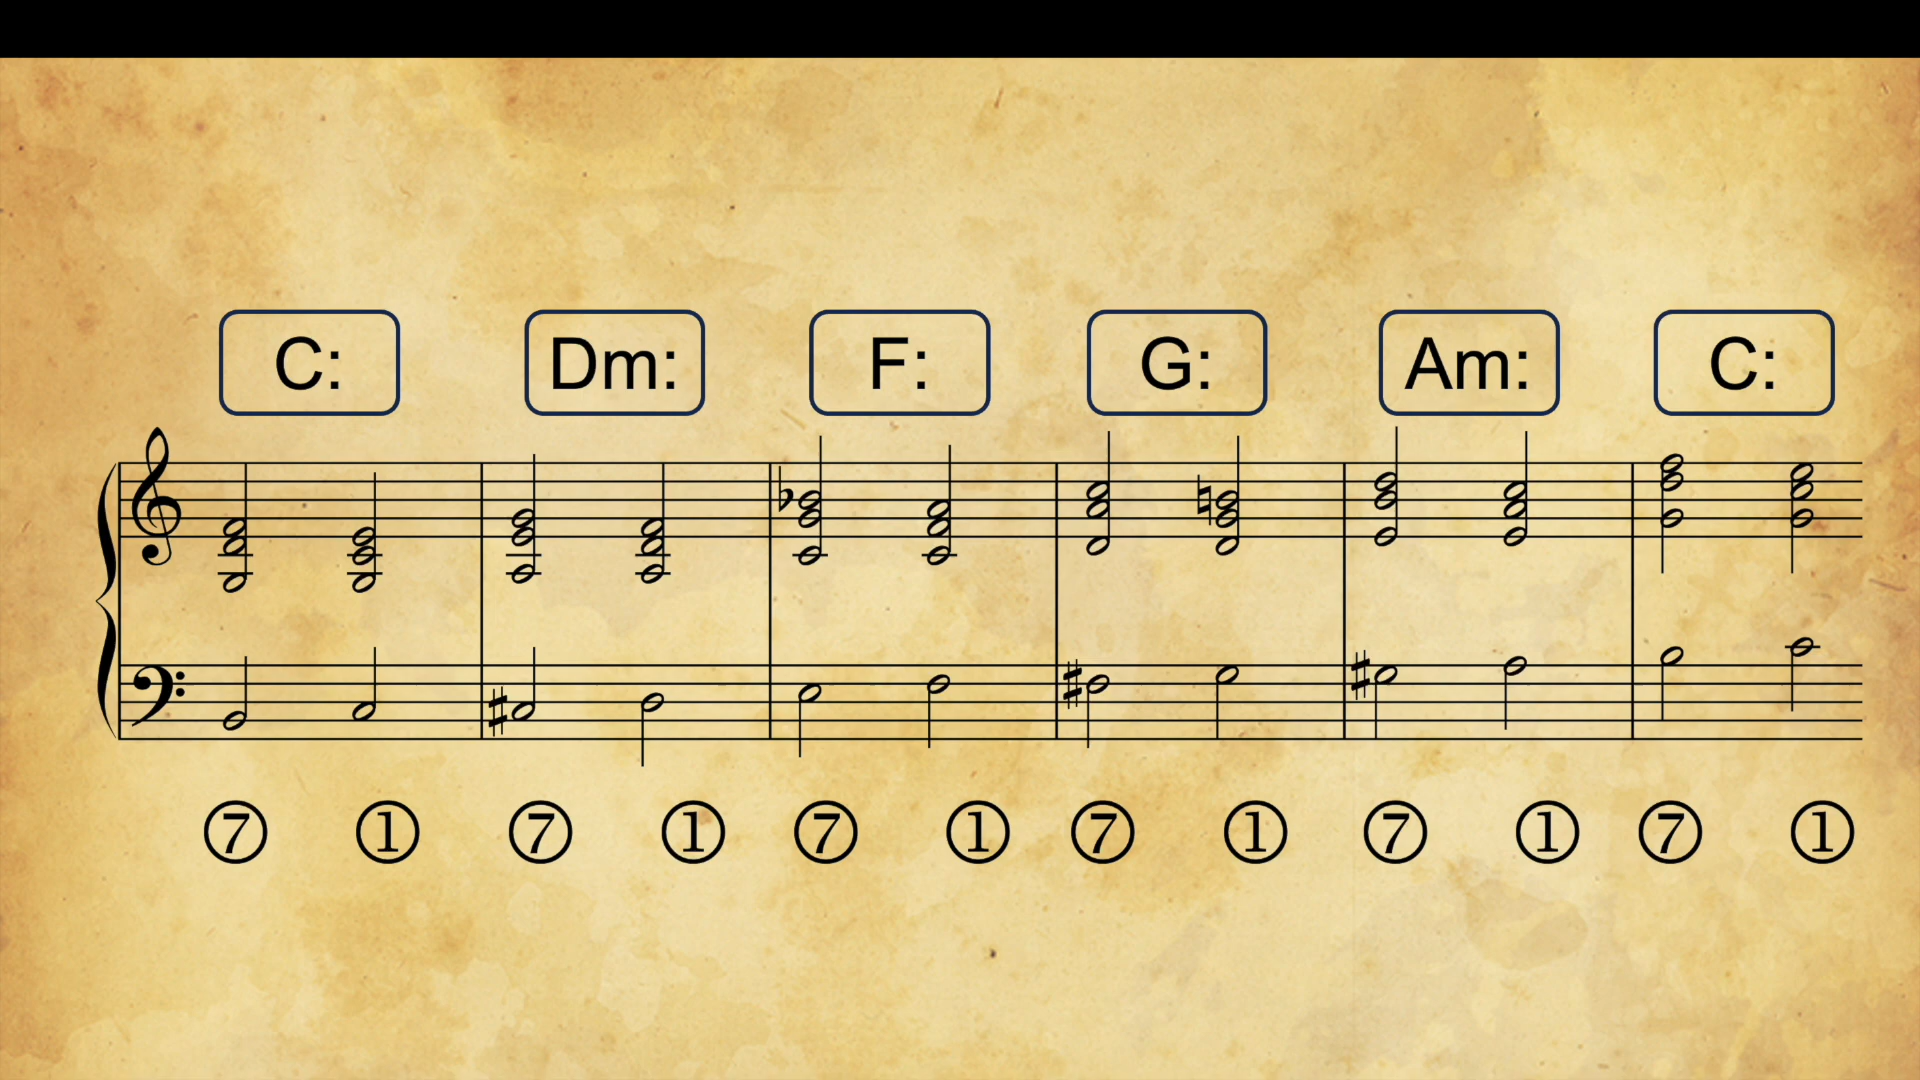 C: Dm: F: G: Am: C:
⑦ ① ⑦ ① ⑦ ① ⑦ ① ⑦ ① ⑦ ①